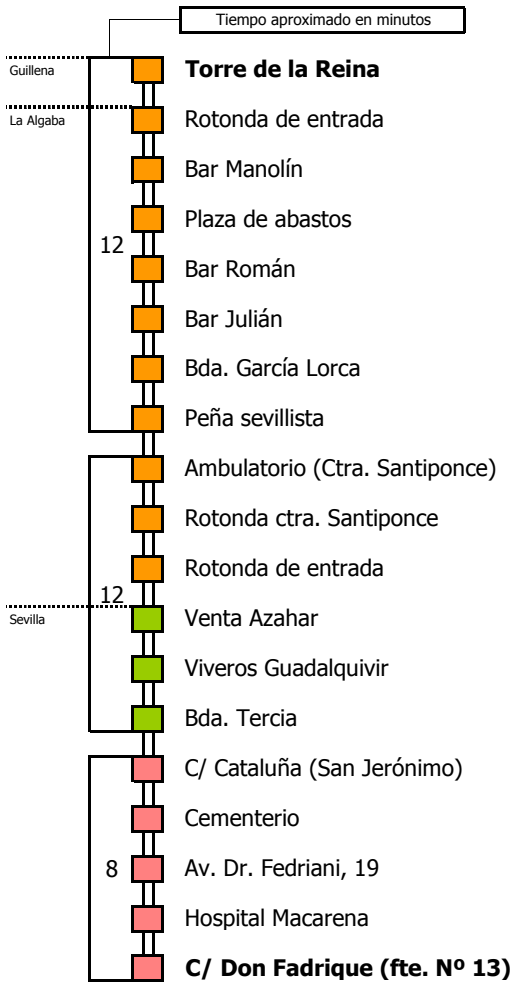 Tiempo aproximado en minutos
Guillena
Torre de la Reina
La Algaba
Rotonda de entrada
Bar Manolín
Plaza de abastos
12
Bar Román
Bar Julián
Bda. García Lorca
Peña sevillista
Ambulatorio (Ctra. Santiponce)
Rotonda ctra. Santiponce
Rotonda de entrada
12
Sevilla
Venta Azahar
Viveros Guadalquivir
Bda. Tercia
C/ Cataluña (San Jerónimo)
Cementerio
8
Av. Dr. Fedriani, 19
Hospital Macarena
C/ Don Fadrique (fte. Nº 13)